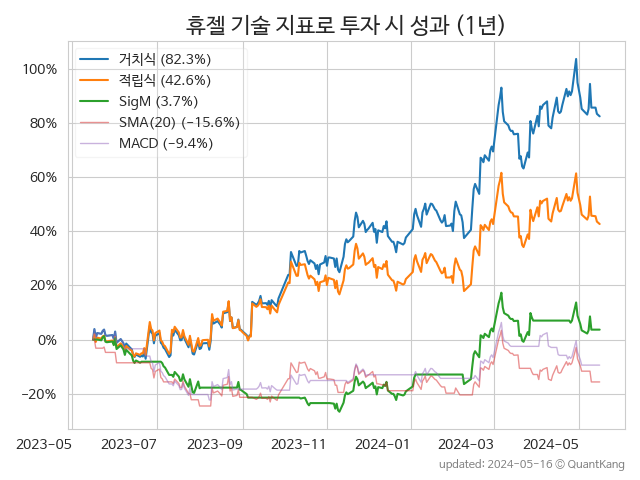 휴젤 기술 지표로 투자 시 성과 (1년)
거치식 (82.3%)
적립식 (42.6%)
SigM (3.7%)
SMA(20) (−15.6%)
MACD (−9.4%)
100%
80%
60%
40%
20%
0%
−20%
2023-05 2023-07 2023-09 2023-11 2024-01 2024-03 2024-05
updated: 2024-05-16 © QuantKang